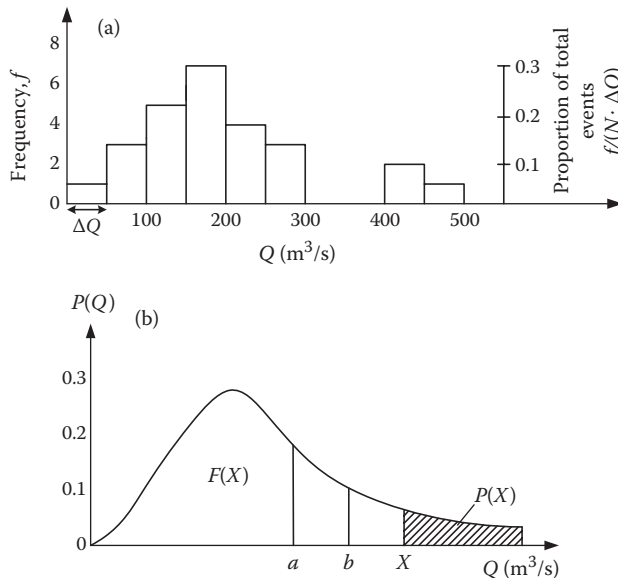 (a)
8
6
4
2
0
Frequency, f
ΔQ
100
200
300
400
500
Q (m³/s)
0.3
0.2
0.1
Proportion of total
events
f/(N · ΔQ)
P(Q)
(b)
0.3
0.2
0.1
0
F(X)
P(X)
a
b
X
Q (m³/s)